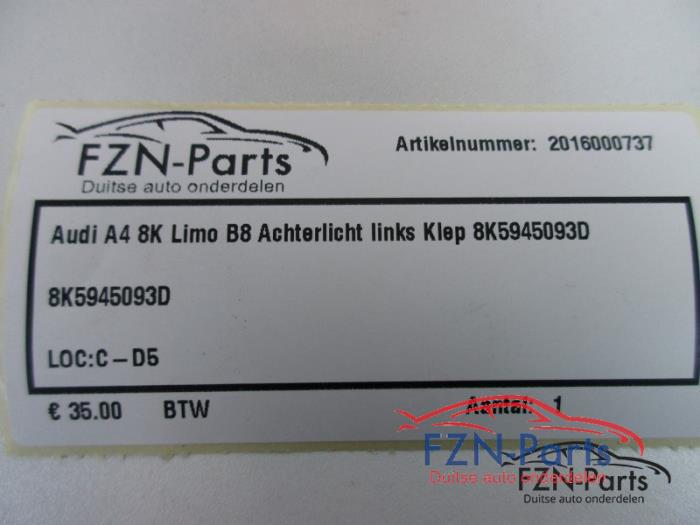 FZN-Parts
Duitse auto onderdelen
Artikelnummer: 2016000737
Audi A4 8K Limo B8 Achterlicht links Klep 8K5945093D
8K5945093D
LOC:C-D5
€ 35.00 BTW Aantal: 1
FZN-Parts
Duitse auto onderdelen
FZN-Parts
Duitse auto onderdelen